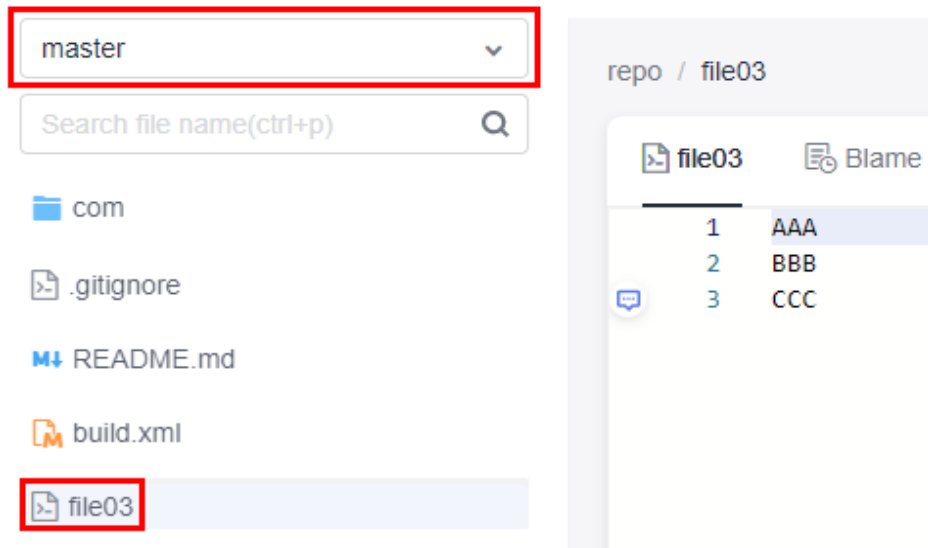 master
Search file name(ctrl+p)
com
.gitignore
M↓ README.md
build.xml
file03
repo / file03
file03 Blame
1 AAA
2 BBB
3 CCC